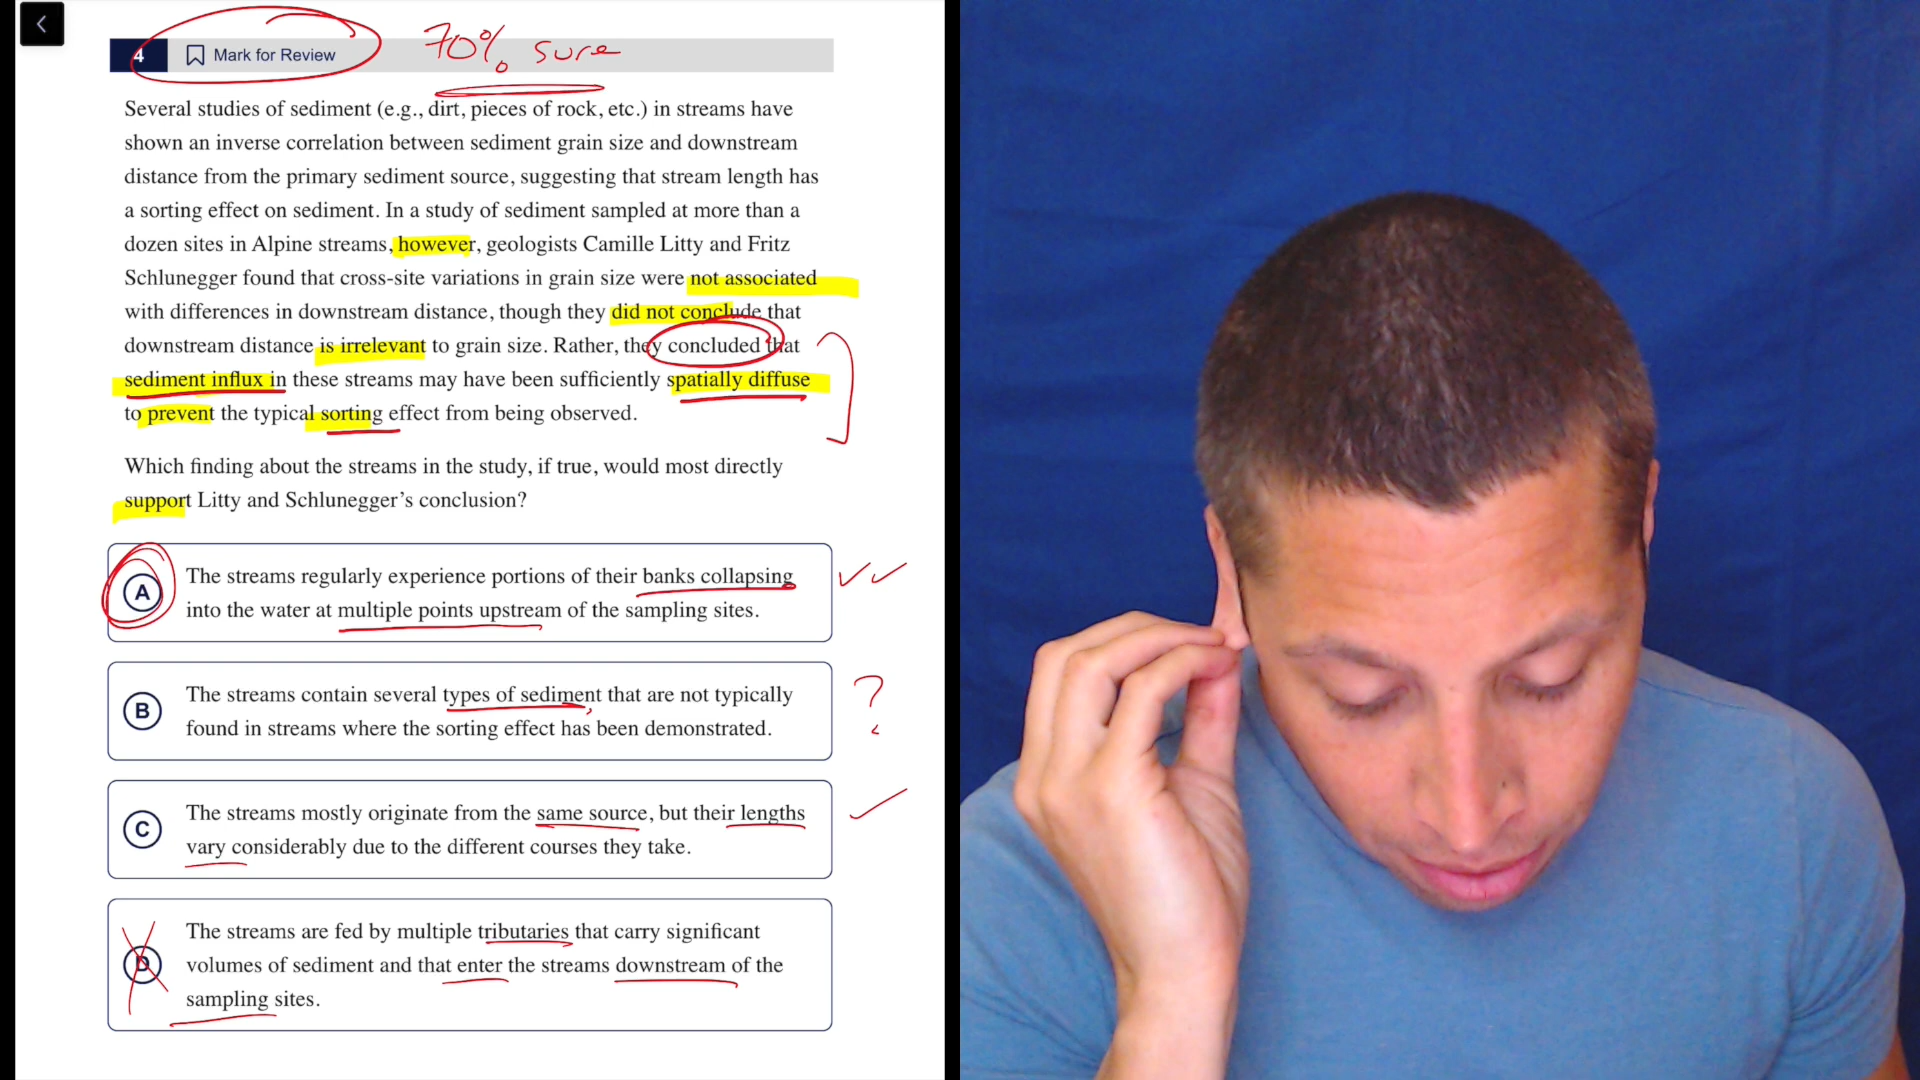 4 Mark for Review 70% sure
Several studies of sediment (e.g., dirt, pieces of rock, etc.) in streams have
shown an inverse correlation between sediment grain size and downstream
distance from the primary sediment source, suggesting that stream length has
a sorting effect on sediment. In a study of sediment sampled at more than a
dozen sites in Alpine streams, however, geologists Camille Litty and Fritz
Schlunegger found that cross-site variations in grain size were not associated
with differences in downstream distance, though they did not conclude that
downstream distance is irrelevant to grain size. Rather, they concluded that
sediment influx in these streams may have been sufficiently spatially diffuse
to prevent the typical sorting effect from being observed.
Which finding about the streams in the study, if true, would most directly
support Litty and Schlunegger’s conclusion?
A The streams regularly experience portions of their banks collapsing
into the water at multiple points upstream of the sampling sites.
B The streams contain several types of sediment that are not typically ?
found in streams where the sorting effect has been demonstrated.
C The streams mostly originate from the same source, but their lengths
vary considerably due to the different courses they take.
D The streams are fed by multiple tributaries that carry significant
volumes of sediment and that enter the streams downstream of the
sampling sites.